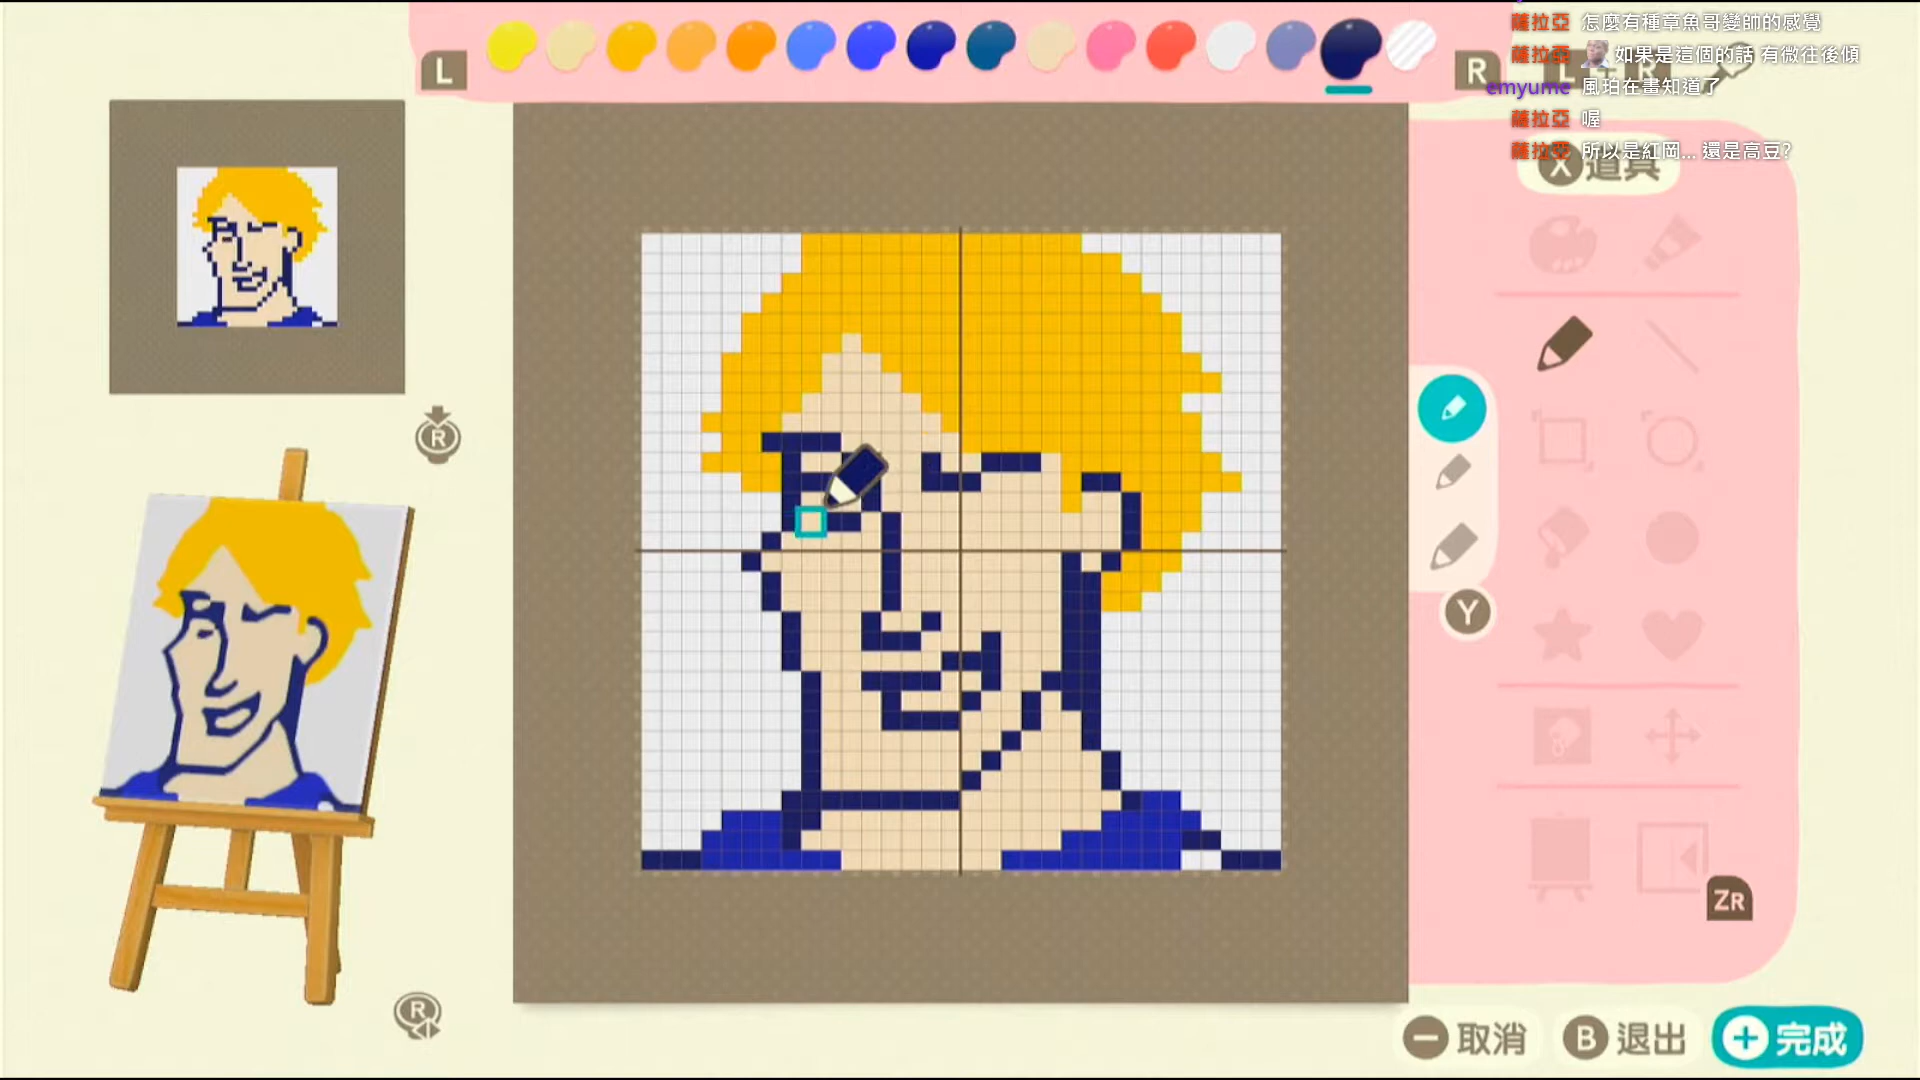 薩拉亞 怎麼有種章魚哥變帥的感覺
薩拉亞 如果是這個的話 有微往後傾
emyume 風珀在畫知道了
薩拉亞 喔
薩拉亞 所以是紅岡... 還是高豆?
L
R
L+R
X 道具
R
Y
ZR
R
取消
B 退出
+ 完成